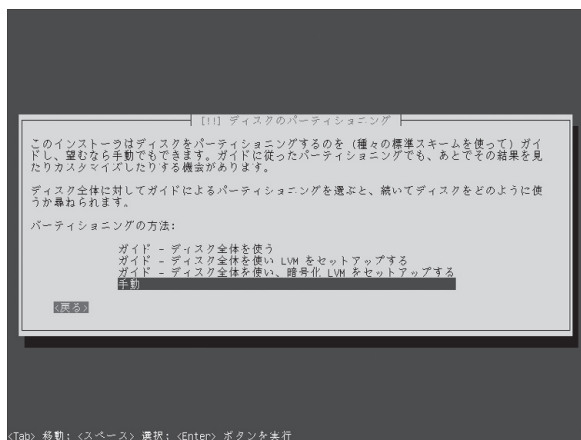 [!!] ディスクのパーティショニング
このインストーラはディスクをパーティショニングするのを (種々の標準スキームを使って) ガイ
ドし、望むなら手動でもできます。ガイドに従ったパーティショニングでも、あとでその結果を見
たりカスタマイズしたりする機会があります。
ディスク全体に対してガイドによるパーティショニングを選ぶと、続いてディスクをどのように使
うか尋ねられます。
パーティショニングの方法:
ガイド - ディスク全体を使う
ガイド - ディスク全体を使い LVM をセットアップする
ガイド - ディスク全体を使い、暗号化 LVM をセットアップする
手動
<戻る>
<Tab> 移動; <スペース> 選択; <Enter> ボタンを実行